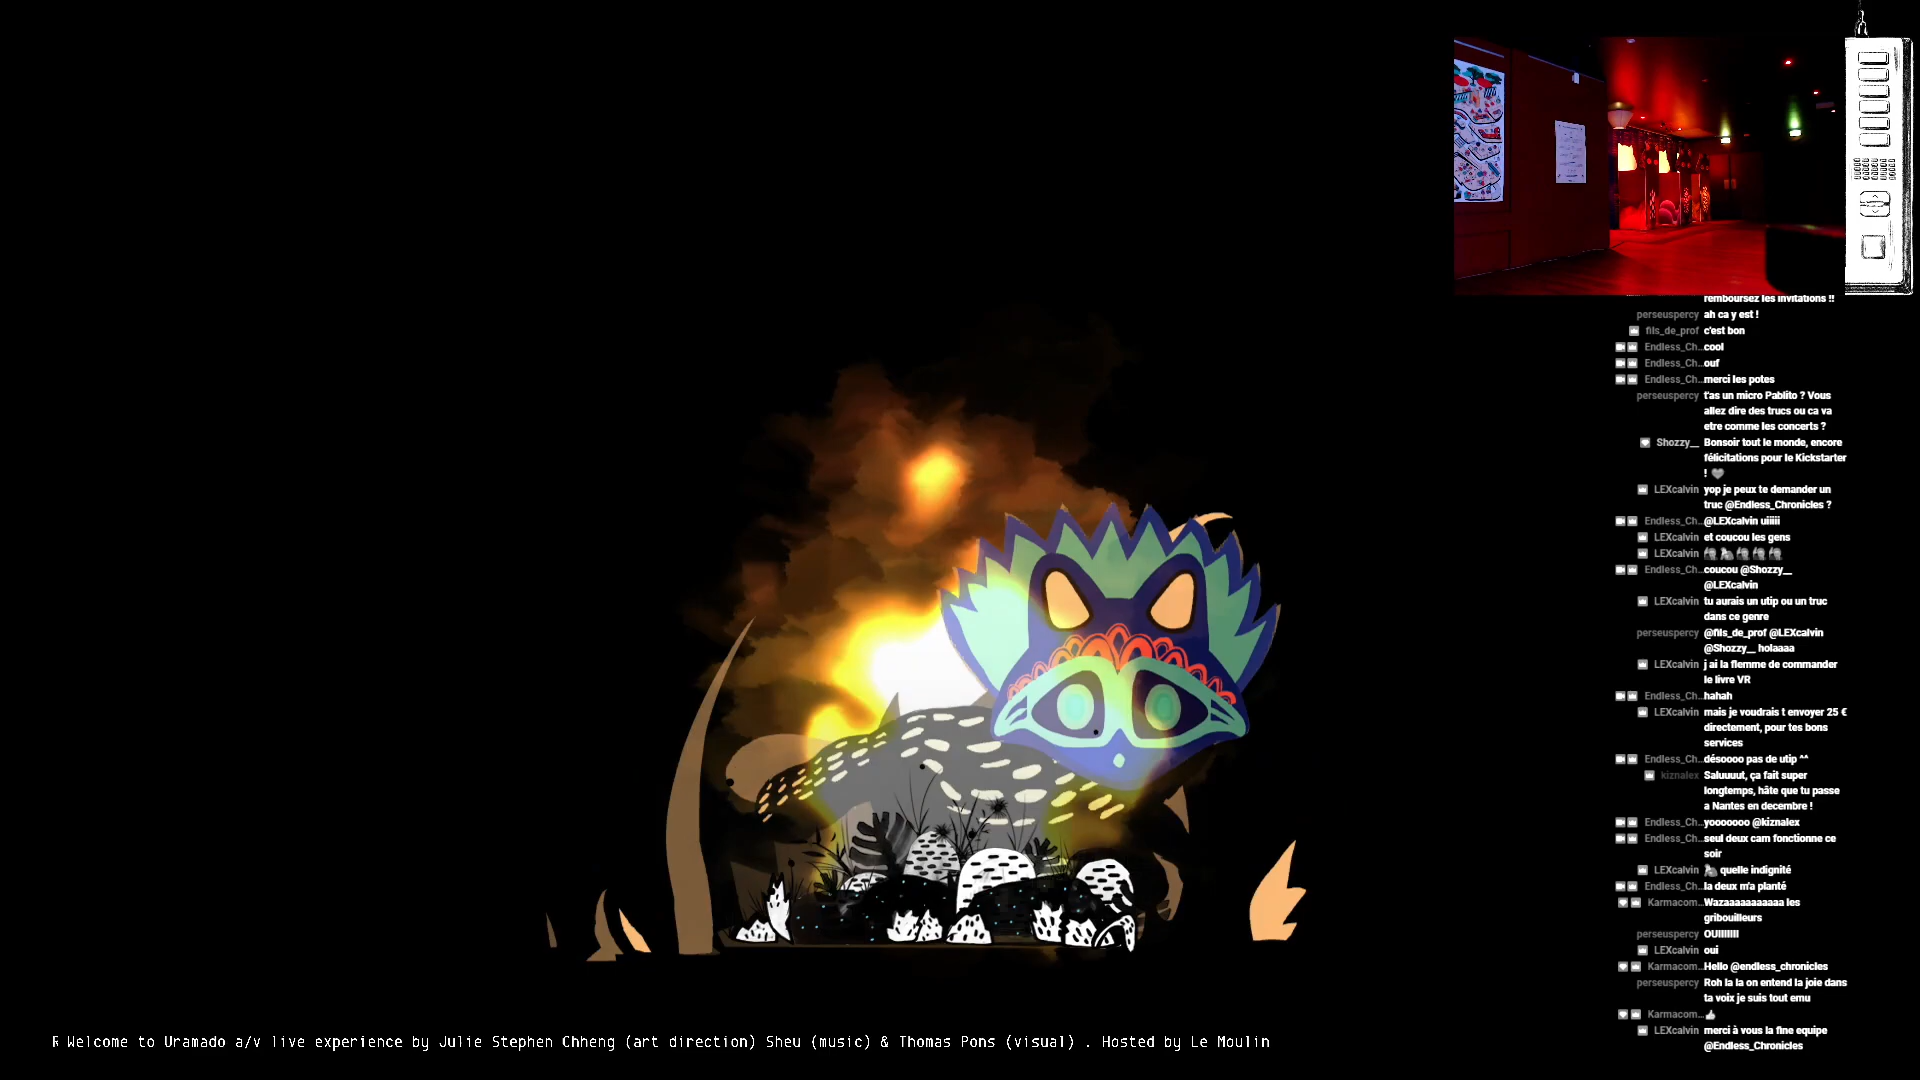 remboursez les invitations !!
perseuspercy ah ca y est !
fils_de_prof c'est bon
Endless_Ch... cool
Endless_Ch... ouf
Endless_Ch... merci les potes
perseuspercy t'as un micro Pablito ? Vous
allez dire des trucs ou ca va
etre comme les concerts ?
Shozzy__ Bonsoir tout le monde, encore
félicitations pour le Kickstarter
!
LEXcalvin yop je peux te demander un
truc @Endless_Chronicles ?
Endless_Ch... @LEXcalvin uiiiii
LEXcalvin et coucou les gens
LEXcalvin
Endless_Ch... coucou @Shozzy__
@LEXcalvin
LEXcalvin tu aurais un utip ou un truc
dans ce genre
perseuspercy @fils_de_prof @LEXcalvin
@Shozzy__ holaaaa
LEXcalvin j ai la flemme de commander
le livre VR
Endless_Ch... hahah
LEXcalvin mais je voudrais t envoyer 25 €
directement, pour tes bons
services
Endless_Ch... désoooo pas de utip ^^
kiznalex Saluuuut, ça fait super
longtemps, hâte que tu passe
a Nantes en decembre !
Endless_Ch... yooooooo @kiznalex
Endless_Ch... seul deux cam fonctionne ce
soir
LEXcalvin quelle indignité
Endless_Ch... la deux m'a planté
Karmacom... Wazaaaaaaaaaaa les
gribouilleurs
perseuspercy OUIIIIIIII
LEXcalvin oui
Karmacom... Hello @endless_chronicles
perseuspercy Roh la la on entend la joie dans
ta voix je suis tout emu
Karmacom...
LEXcalvin merci à vous la fine equipe
@Endless_Chronicles
Welcome to Uramado a/v live experience by Julie Stephen Chheng (art direction) Sheu (music) & Thomas Pons (visual) . Hosted by Le Moulin